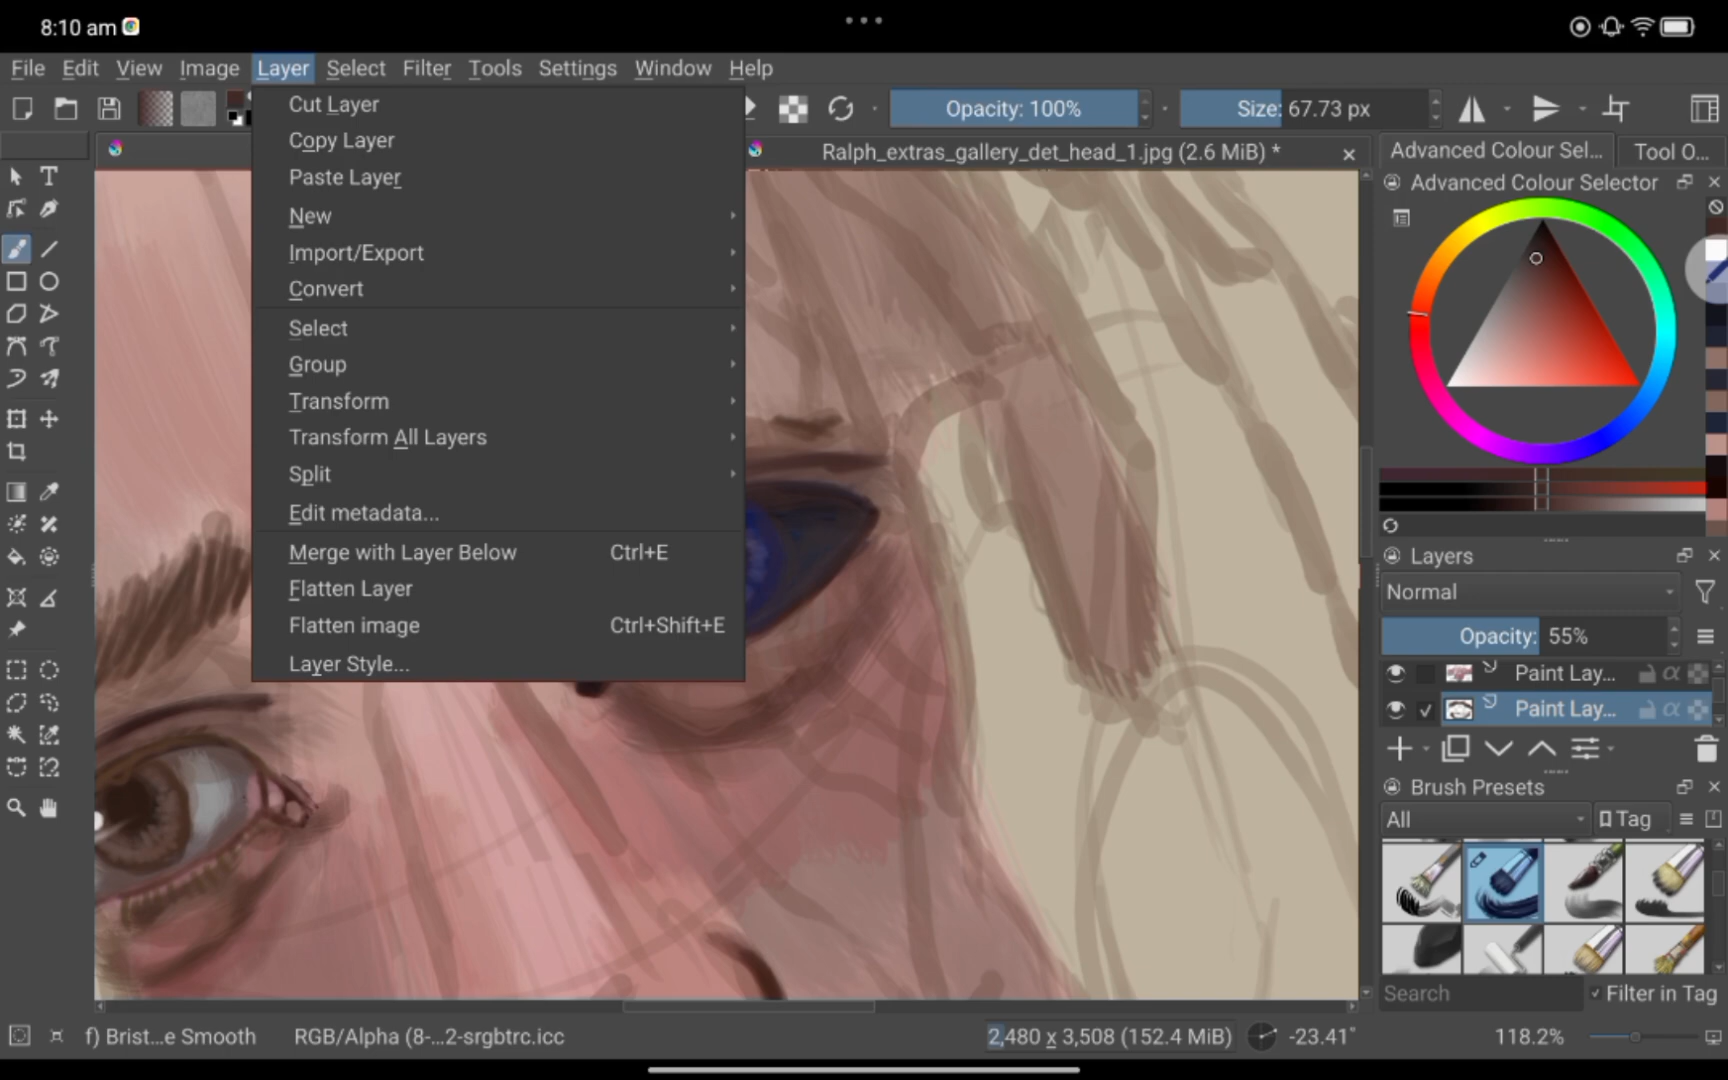 8:10 am
File Edit View Image Layer Select Filter Tools Settings Window Help
Opacity: 100%
Size: 67.73 px
Ralph_extras_gallery_det_head_1.jpg (2.6 MiB) *
Cut Layer
Copy Layer
Paste Layer
New
Import/Export
Convert
Select
Group
Transform
Transform All Layers
Split
Edit metadata...
Merge with Layer Below Ctrl+E
Flatten Layer
Flatten image Ctrl+Shift+E
Layer Style...
Advanced Colour Sel... Tool O...
Advanced Colour Selector
Layers
Normal
Opacity: 55%
Paint Lay...
Paint Lay...
Brush Presets
All Tag
Search Filter in Tag
f) Brist...e Smooth RGB/Alpha (8-...2-srgbtrc.icc 2,480 x 3,508 (152.4 MiB) -23.41° 118.2%